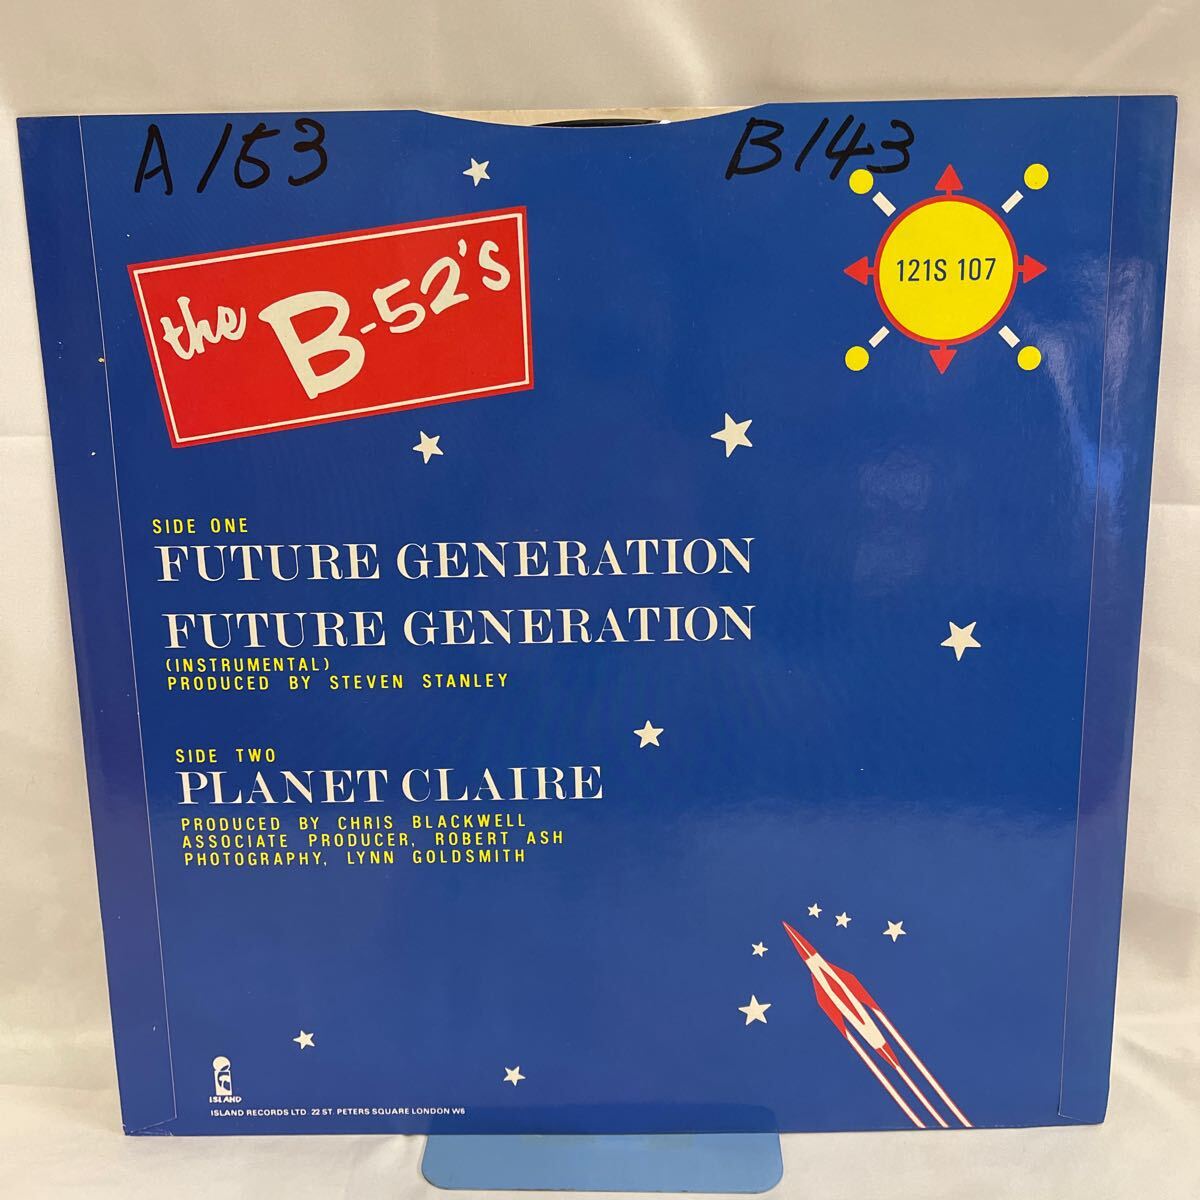 A/153
B/43
121S 107
the B-52's
SIDE ONE
FUTURE GENERATION
FUTURE GENERATION
(INSTRUMENTAL)
PRODUCED BY STEVEN STANLEY
SIDE TWO
PLANET CLAIRE
PRODUCED BY CHRIS BLACKWELL
ASSOCIATE PRODUCER, ROBERT ASH
PHOTOGRAPHY, LYNN GOLDSMITH
ISLAND
ISLAND RECORDS LTD. 22 ST. PETERS SQUARE LONDON W6